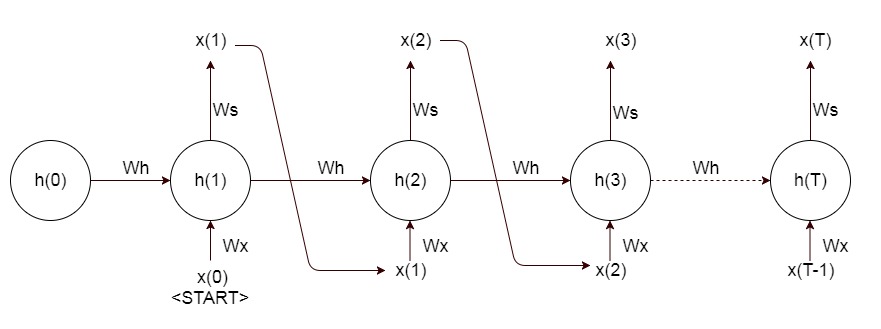 x(1) x(2) x(3) x(T)
Ws Ws Ws Ws
h(0) Wh h(1) Wh h(2) Wh h(3) Wh h(T)
Wx Wx Wx Wx
x(0) x(1) x(2) x(T-1)
<START>